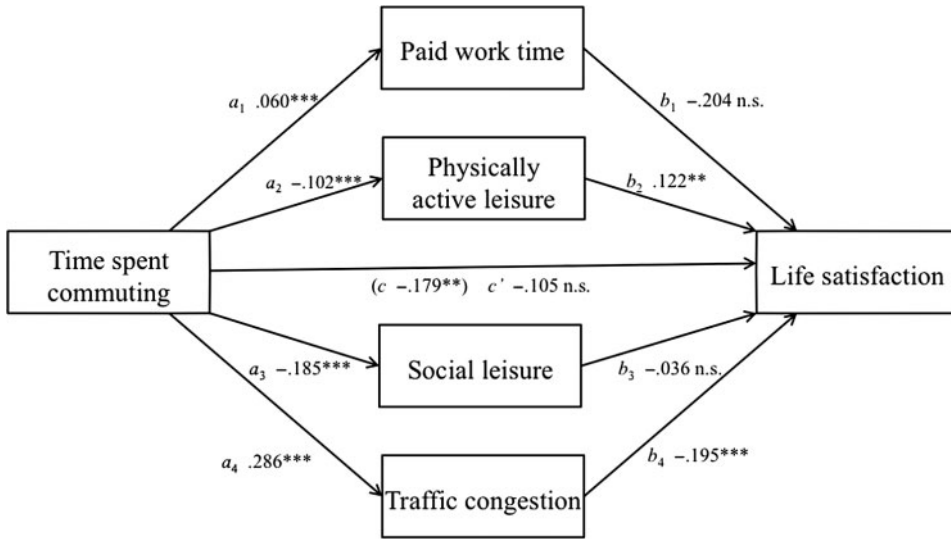 Paid work time
a₁ .060***
b₁ −.204 n.s.
Physically
active leisure
a₂ −.102***
b₂ .122**
Time spent
commuting
(c −.179**) c' −.105 n.s.
Life satisfaction
a₃ −.185***
Social leisure
b₃ −.036 n.s.
a₄ .286***
b₄ −.195***
Traffic congestion